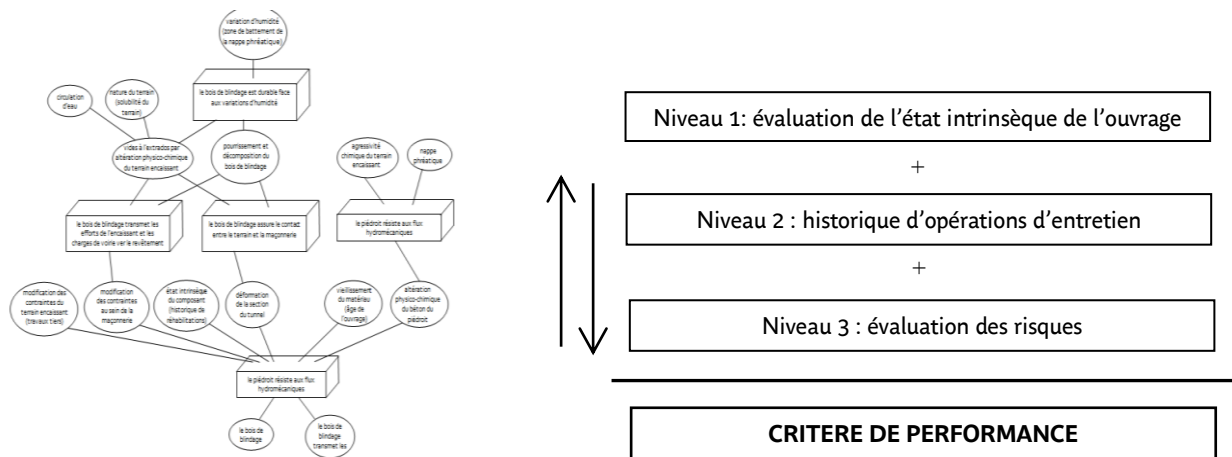 variation d'humidité
(zone de battement de
la nappe phréatique)
le bois de blindage est durable face
aux variations d'humidité
circulation
d'eau
nature du terrain
(solubilité du
terrain)
vides à l'extrados par
altération physico-chimique
du terrain encaissant
pourrissement et
décomposition du
bois de blindage
agressivité
chimique du terrain
encaissant
nappe
phréatique
le bois de blindage transmet les
efforts de l'encaissant et les
charges de voirie ver le revêtement
le bois de blindage assure le contact
entre le terrain et la maçonnerie
le piédroit résiste aux flux
hydromécaniques
modification des
contraintes du
terrain encaissant
(travaux tiers)
modification
des contraintes
au sein de la
maçonnerie
état intrinsèque
du composant
(historique de
réhabilitations)
déformation
de la section
du tunnel
vieillissement
du matériau
(âge de
l'ouvrage)
altération
physico-chimique
du béton du
piédroit
le piédroit résiste aux flux
hydromécaniques
le bois de
blindage
le bois de
blindage
transmet les
Niveau 1: évaluation de l'état intrinsèque de l'ouvrage
+
Niveau 2 : historique d'opérations d'entretien
+
Niveau 3 : évaluation des risques
CRITERE DE PERFORMANCE